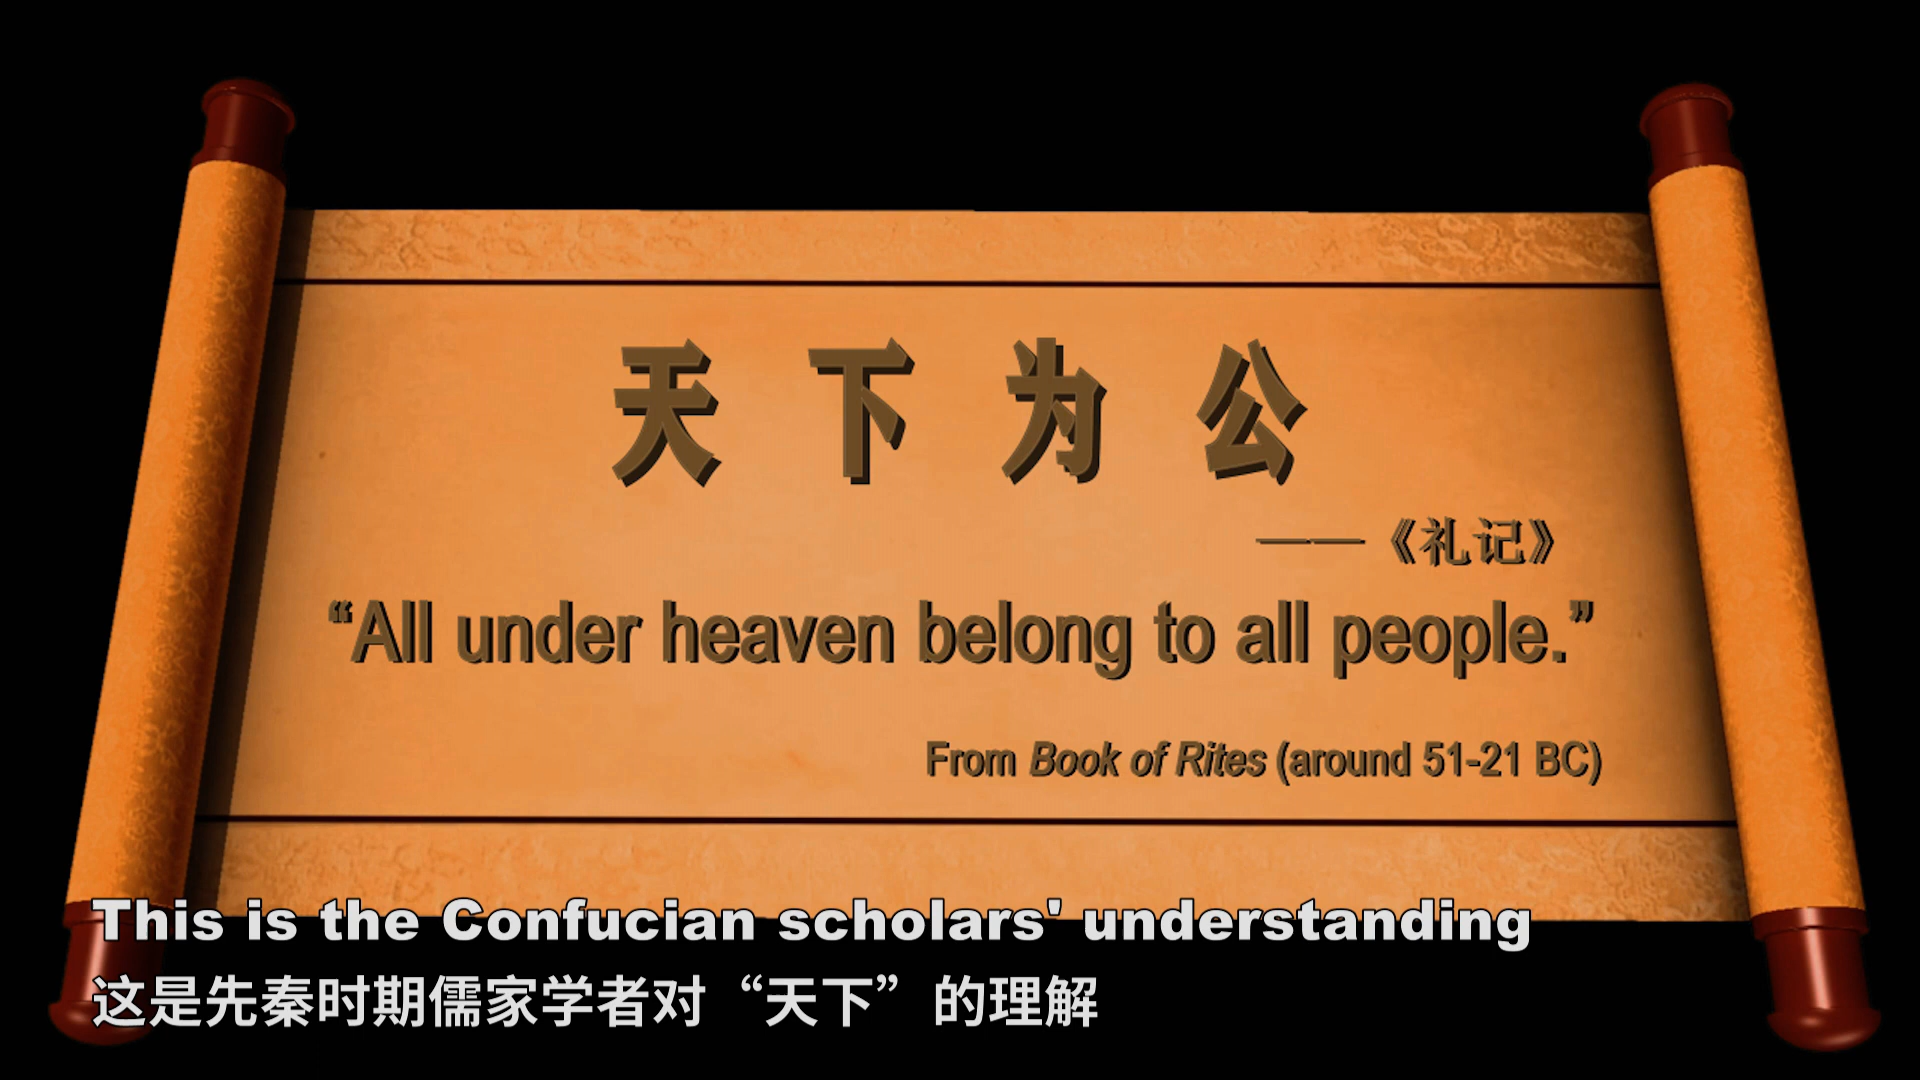 天下为公
——《礼记》
“All under heaven belong to all people.”
From Book of Rites (around 51-21 BC)
This is the Confucian scholars' understanding
这是先秦时期儒家学者对“天下”的理解